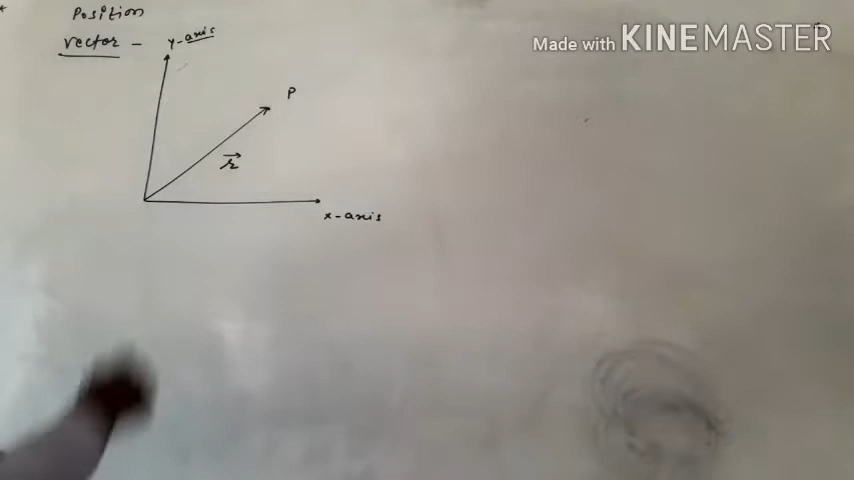 * Position
vector -
y-axis
P
r
x-axis
Made with KINEMASTER